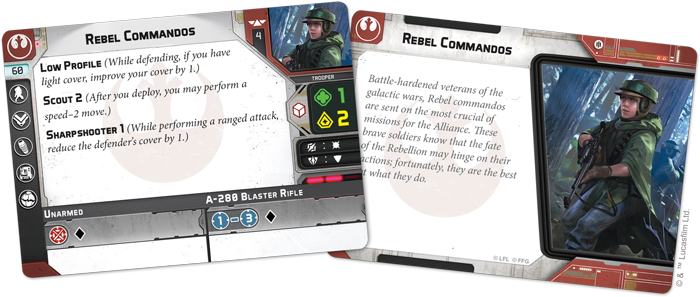 Rebel Commandos
4
60
Low Profile (While defending, if you have
light cover, improve your cover by 1.)
Scout 2 (After you deploy, you may perform a
speed-2 move.)
Sharpshooter 1 (While performing a ranged attack,
reduce the defender's cover by 1.)
Trooper
1
2
Unarmed
A-280 Blaster Rifle
1 – 3
Rebel Commandos
Battle-hardened veterans of the
galactic wars, Rebel commandos
are sent on the most crucial of
missions for the Alliance. These
brave soldiers know that the fate
of the Rebellion may hinge on their
actions; fortunately, they are the best
t what they do.
© LFL © FFG
© & ™ Lucasfilm Ltd.